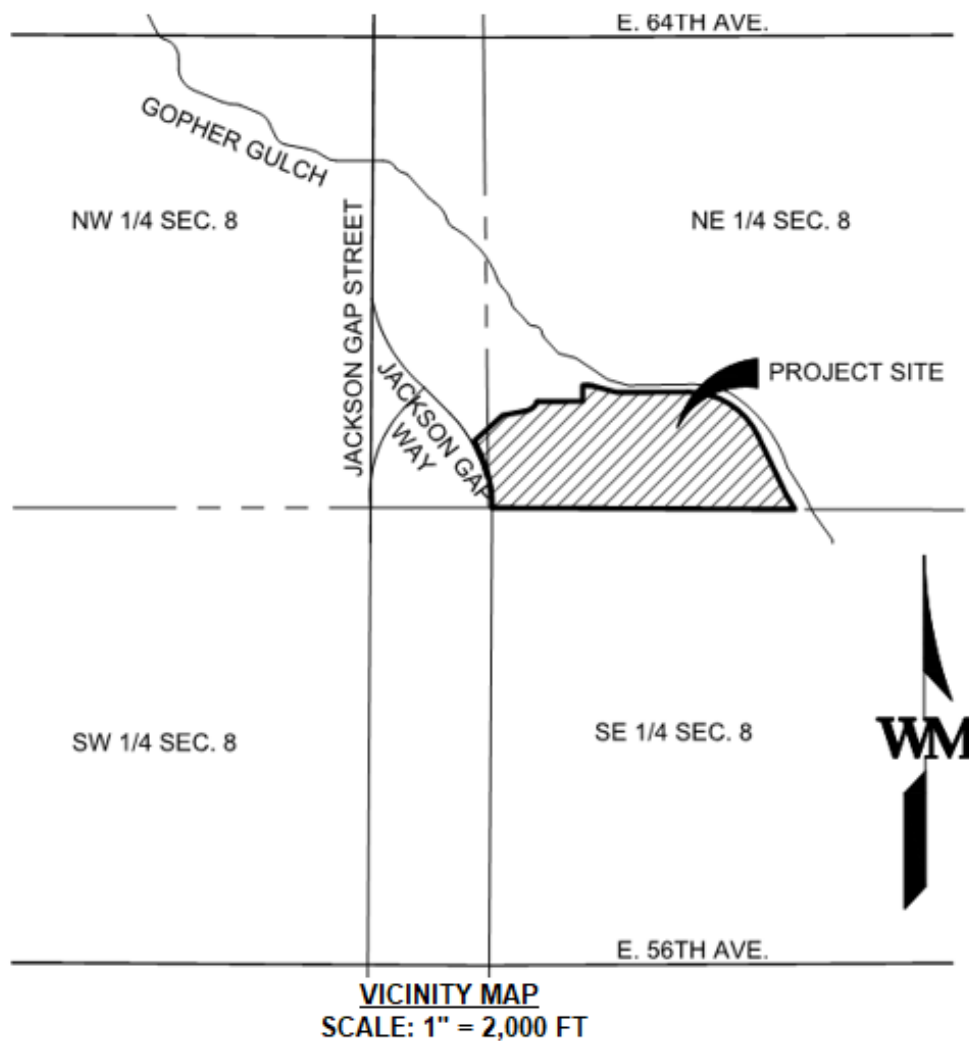 E. 64TH AVE.
GOPHER GULCH
NW 1/4 SEC. 8
NE 1/4 SEC. 8
JACKSON GAP STREET
JACKSON GAP
WAY
PROJECT SITE
SW 1/4 SEC. 8
SE 1/4 SEC. 8
WM
E. 56TH AVE.
VICINITY MAP
SCALE: 1" = 2,000 FT